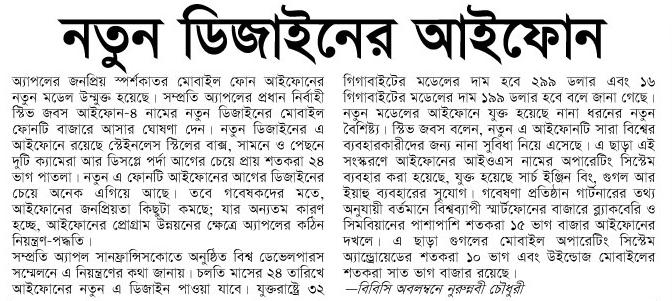 নতুন ডিজাইনের আইফোন
অ্যাপলের জনপ্রিয় স্পর্শকাতর মোবাইল ফোন আইফোনের
নতুন মডেল উন্মুক্ত হয়েছে। সম্প্রতি অ্যাপলের প্রধান নির্বাহী
স্টিভ জবস আইফোন-৪ নামের নতুন ডিজাইনের মোবাইল
ফোনটি বাজারে আসার ঘোষণা দেন। নতুন ডিজাইনের এ
আইফোনে রয়েছে স্টেইনলেস স্টিলের বাক্স, সামনে ও পেছনে
দুটি ক্যামেরা আর ডিসপ্লে পর্দা আগের চেয়ে প্রায় শতকরা ২৪
ভাগ পাতলা। নতুন এ ফোনটি আইফোনের আগের ডিজাইনের
চেয়ে অনেক এগিয়ে আছে। তবে গবেষকদের মতে,
আইফোনের জনপ্রিয়তা কিছুটা কমছে; যার অন্যতম কারণ
হচ্ছে, আইফোনের প্রোগ্রাম উন্নয়নের ক্ষেত্রে অ্যাপলের কঠিন
নিয়ন্ত্রণ-পদ্ধতি।
সম্প্রতি অ্যাপল সানফ্রান্সিসকোতে অনুষ্ঠিত বিশ্ব ডেভেলপারস
সম্মেলনে এ নিয়ন্ত্রণের কথা জানায়। চলতি মাসের ২৪ তারিখে
আইফোনের নতুন এ ডিজাইন পাওয়া যাবে। যুক্তরাষ্ট্রে ৩২
গিগাবাইটের মডেলের দাম হবে ২৯৯ ডলার এবং ১৬
গিগাবাইটের মডেলের দাম ১৯৯ ডলার হবে বলে জানা গেছে।
নতুন মডেলের আইফোনে যুক্ত হয়েছে নানা ধরনের নতুন
বৈশিষ্ট্য। স্টিভ জবস বলেন, নতুন এ আইফোনটি সারা বিশ্বের
ব্যবহারকারীদের জন্য নানা সুবিধা নিয়ে এসেছে। এ ছাড়া এই
সংস্করণে আইফোনের আইওএস নামের অপারেটিং সিস্টেম
ব্যবহার করা হয়েছে, যুক্ত হয়েছে সার্চ ইঞ্জিন বিং, গুগল আর
ইয়াহু ব্যবহারের সুযোগ। গবেষণা প্রতিষ্ঠান গার্টনারের তথ্য
অনুযায়ী বর্তমানে বিশ্বব্যাপী স্মার্টফোনের বাজারে ব্ল্যাকবেরি ও
সিমবিয়ানের পাশাপাশি শতকরা ১৫ ভাগ বাজার আইফোনের
দখলে। এ ছাড়া গুগলের মোবাইল অপারেটিং সিস্টেম
অ্যান্ড্রোয়েডের শতকরা ১০ ভাগ এবং উইন্ডোজ মোবাইলের
শতকরা সাত ভাগ বাজার রয়েছে।
—বিবিসি অবলম্বনে নুরুন্নবী চৌধুরী